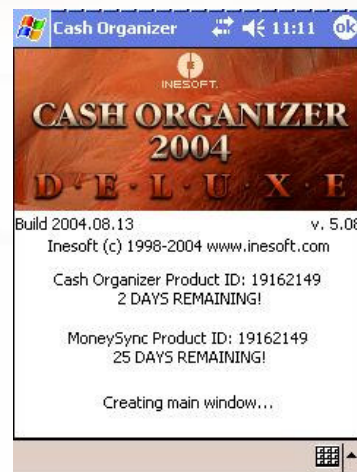 Cash Organizer 11:11 ok
INESOFT.
CASH ORGANIZER
2004
D·E·L·U·X·E
Build 2004.08.13 v. 5.08
Inesoft (c) 1998-2004 www.inesoft.com
Cash Organizer Product ID: 19162149
2 DAYS REMAINING!
MoneySync Product ID: 19162149
25 DAYS REMAINING!
Creating main window...